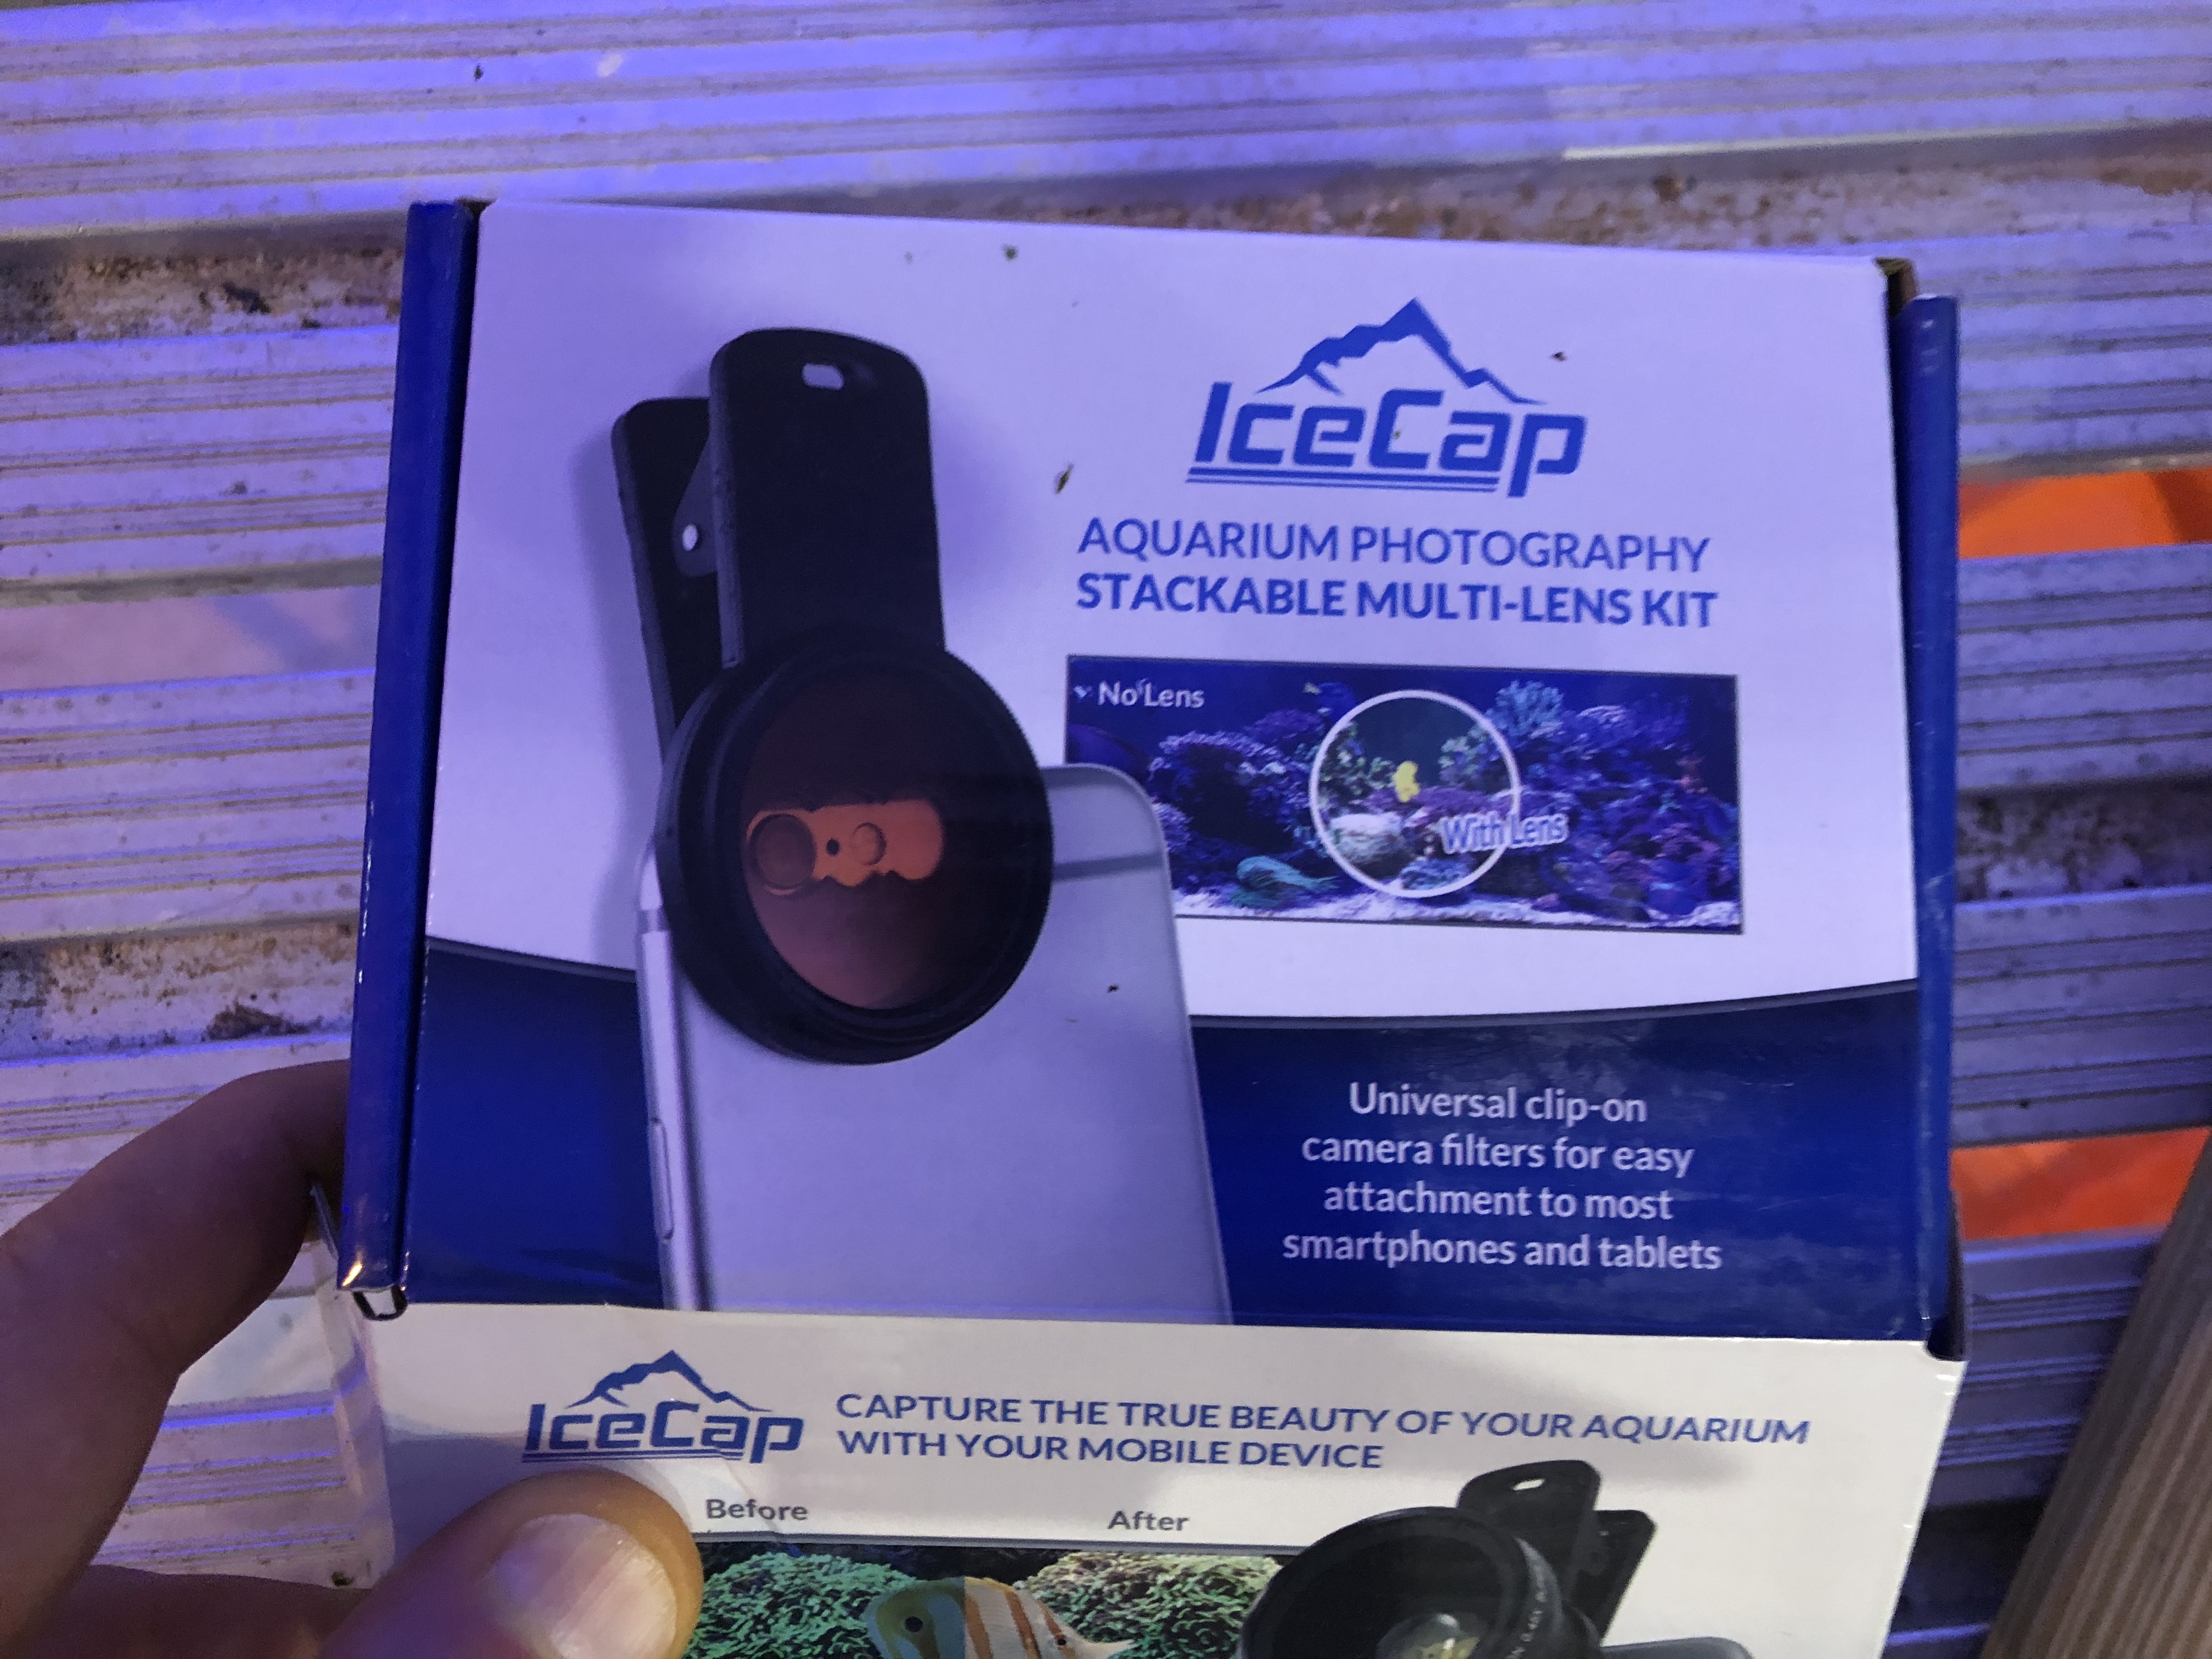 IceCap
AQUARIUM PHOTOGRAPHY
STACKABLE MULTI-LENS KIT
No Lens
With Lens
Universal clip-on
camera filters for easy
attachment to most
smartphones and tablets
IceCap
CAPTURE THE TRUE BEAUTY OF YOUR AQUARIUM
WITH YOUR MOBILE DEVICE
Before
After